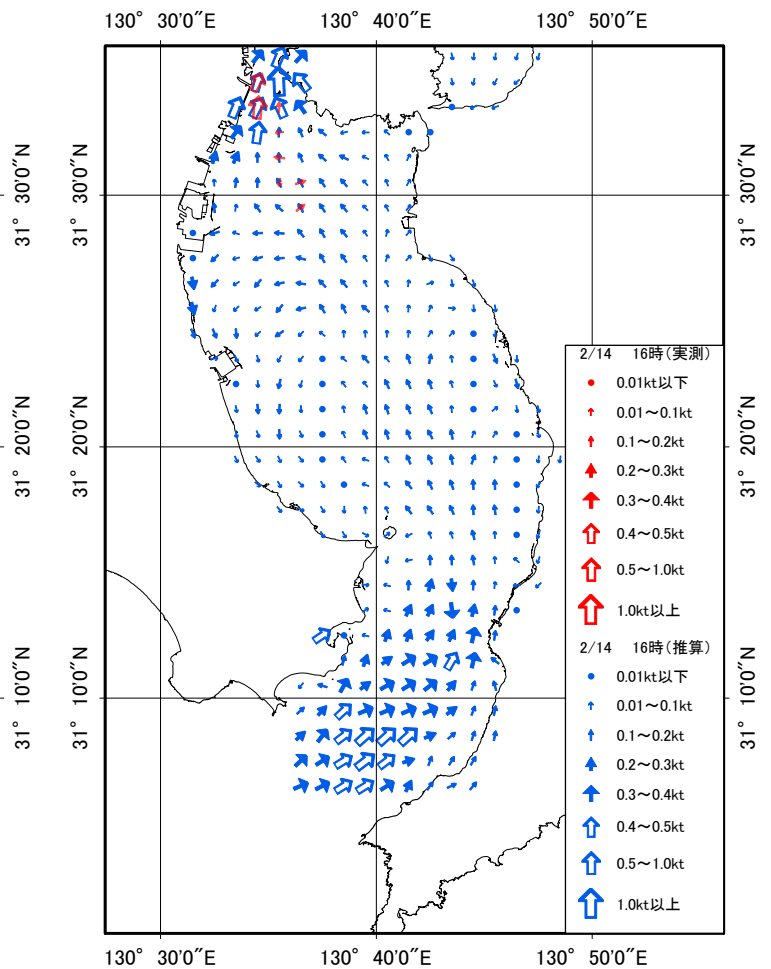 130° 30′0″E
130° 40′0″E
130° 50′0″E
31° 30′0″N
31° 30′0″N
31° 20′0″N
31° 20′0″N
31° 10′0″N
31° 10′0″N
2/14 16時(実測)
0.01kt以下
0.01～0.1kt
0.1～0.2kt
0.2～0.3kt
0.3～0.4kt
0.4～0.5kt
0.5～1.0kt
1.0kt以上
2/14 16時(推算)
0.01kt以下
0.01～0.1kt
0.1～0.2kt
0.2～0.3kt
0.3～0.4kt
0.4～0.5kt
0.5～1.0kt
1.0kt以上
130° 30′0″E
130° 40′0″E
130° 50′0″E